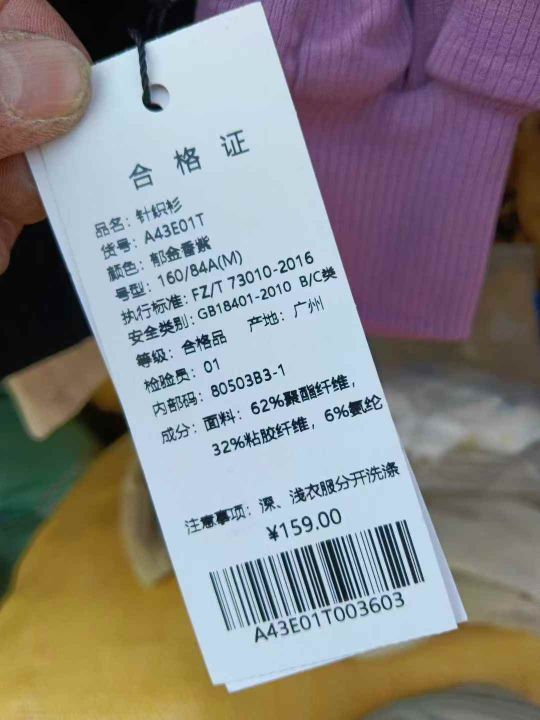 合格证
品名：针织衫
货号：A43E01T
颜色：郁金香紫
号型：160/84A(M)
执行标准：FZ/T 73010-2016
安全类别：GB18401-2010 B/C类
等级：合格品 产地：广州
检验员：01
内部码：80503B3-1
成分：面料：62%聚酯纤维，
32%粘胶纤维，6%氨纶
注意事项：深、浅衣服分开洗涤
¥159.00
A43E01T003603